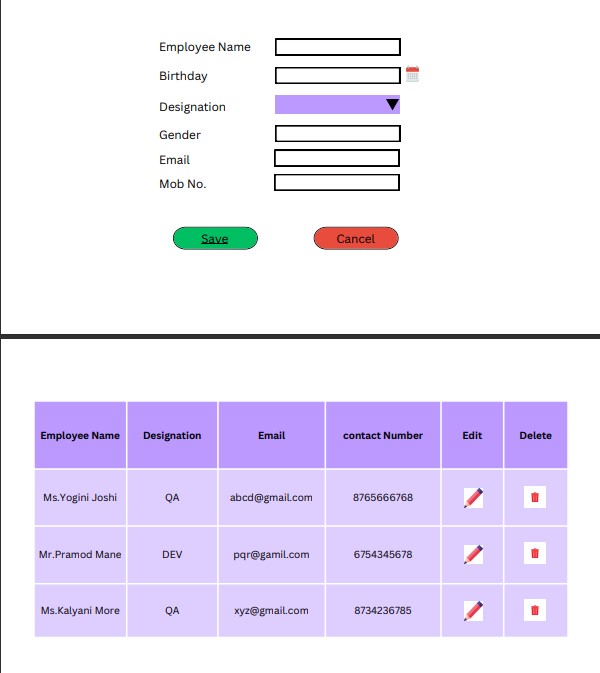 Employee Name
Birthday
Designation
Gender
Email
Mob No.
Save Cancel
Employee Name Designation Email contact Number Edit Delete
Ms.Yogini Joshi QA abcd@gmail.com 8765666768
Mr.Pramod Mane DEV pqr@gamil.com 6754345678
Ms.Kalyani More QA xyz@gmail.com 8734236785